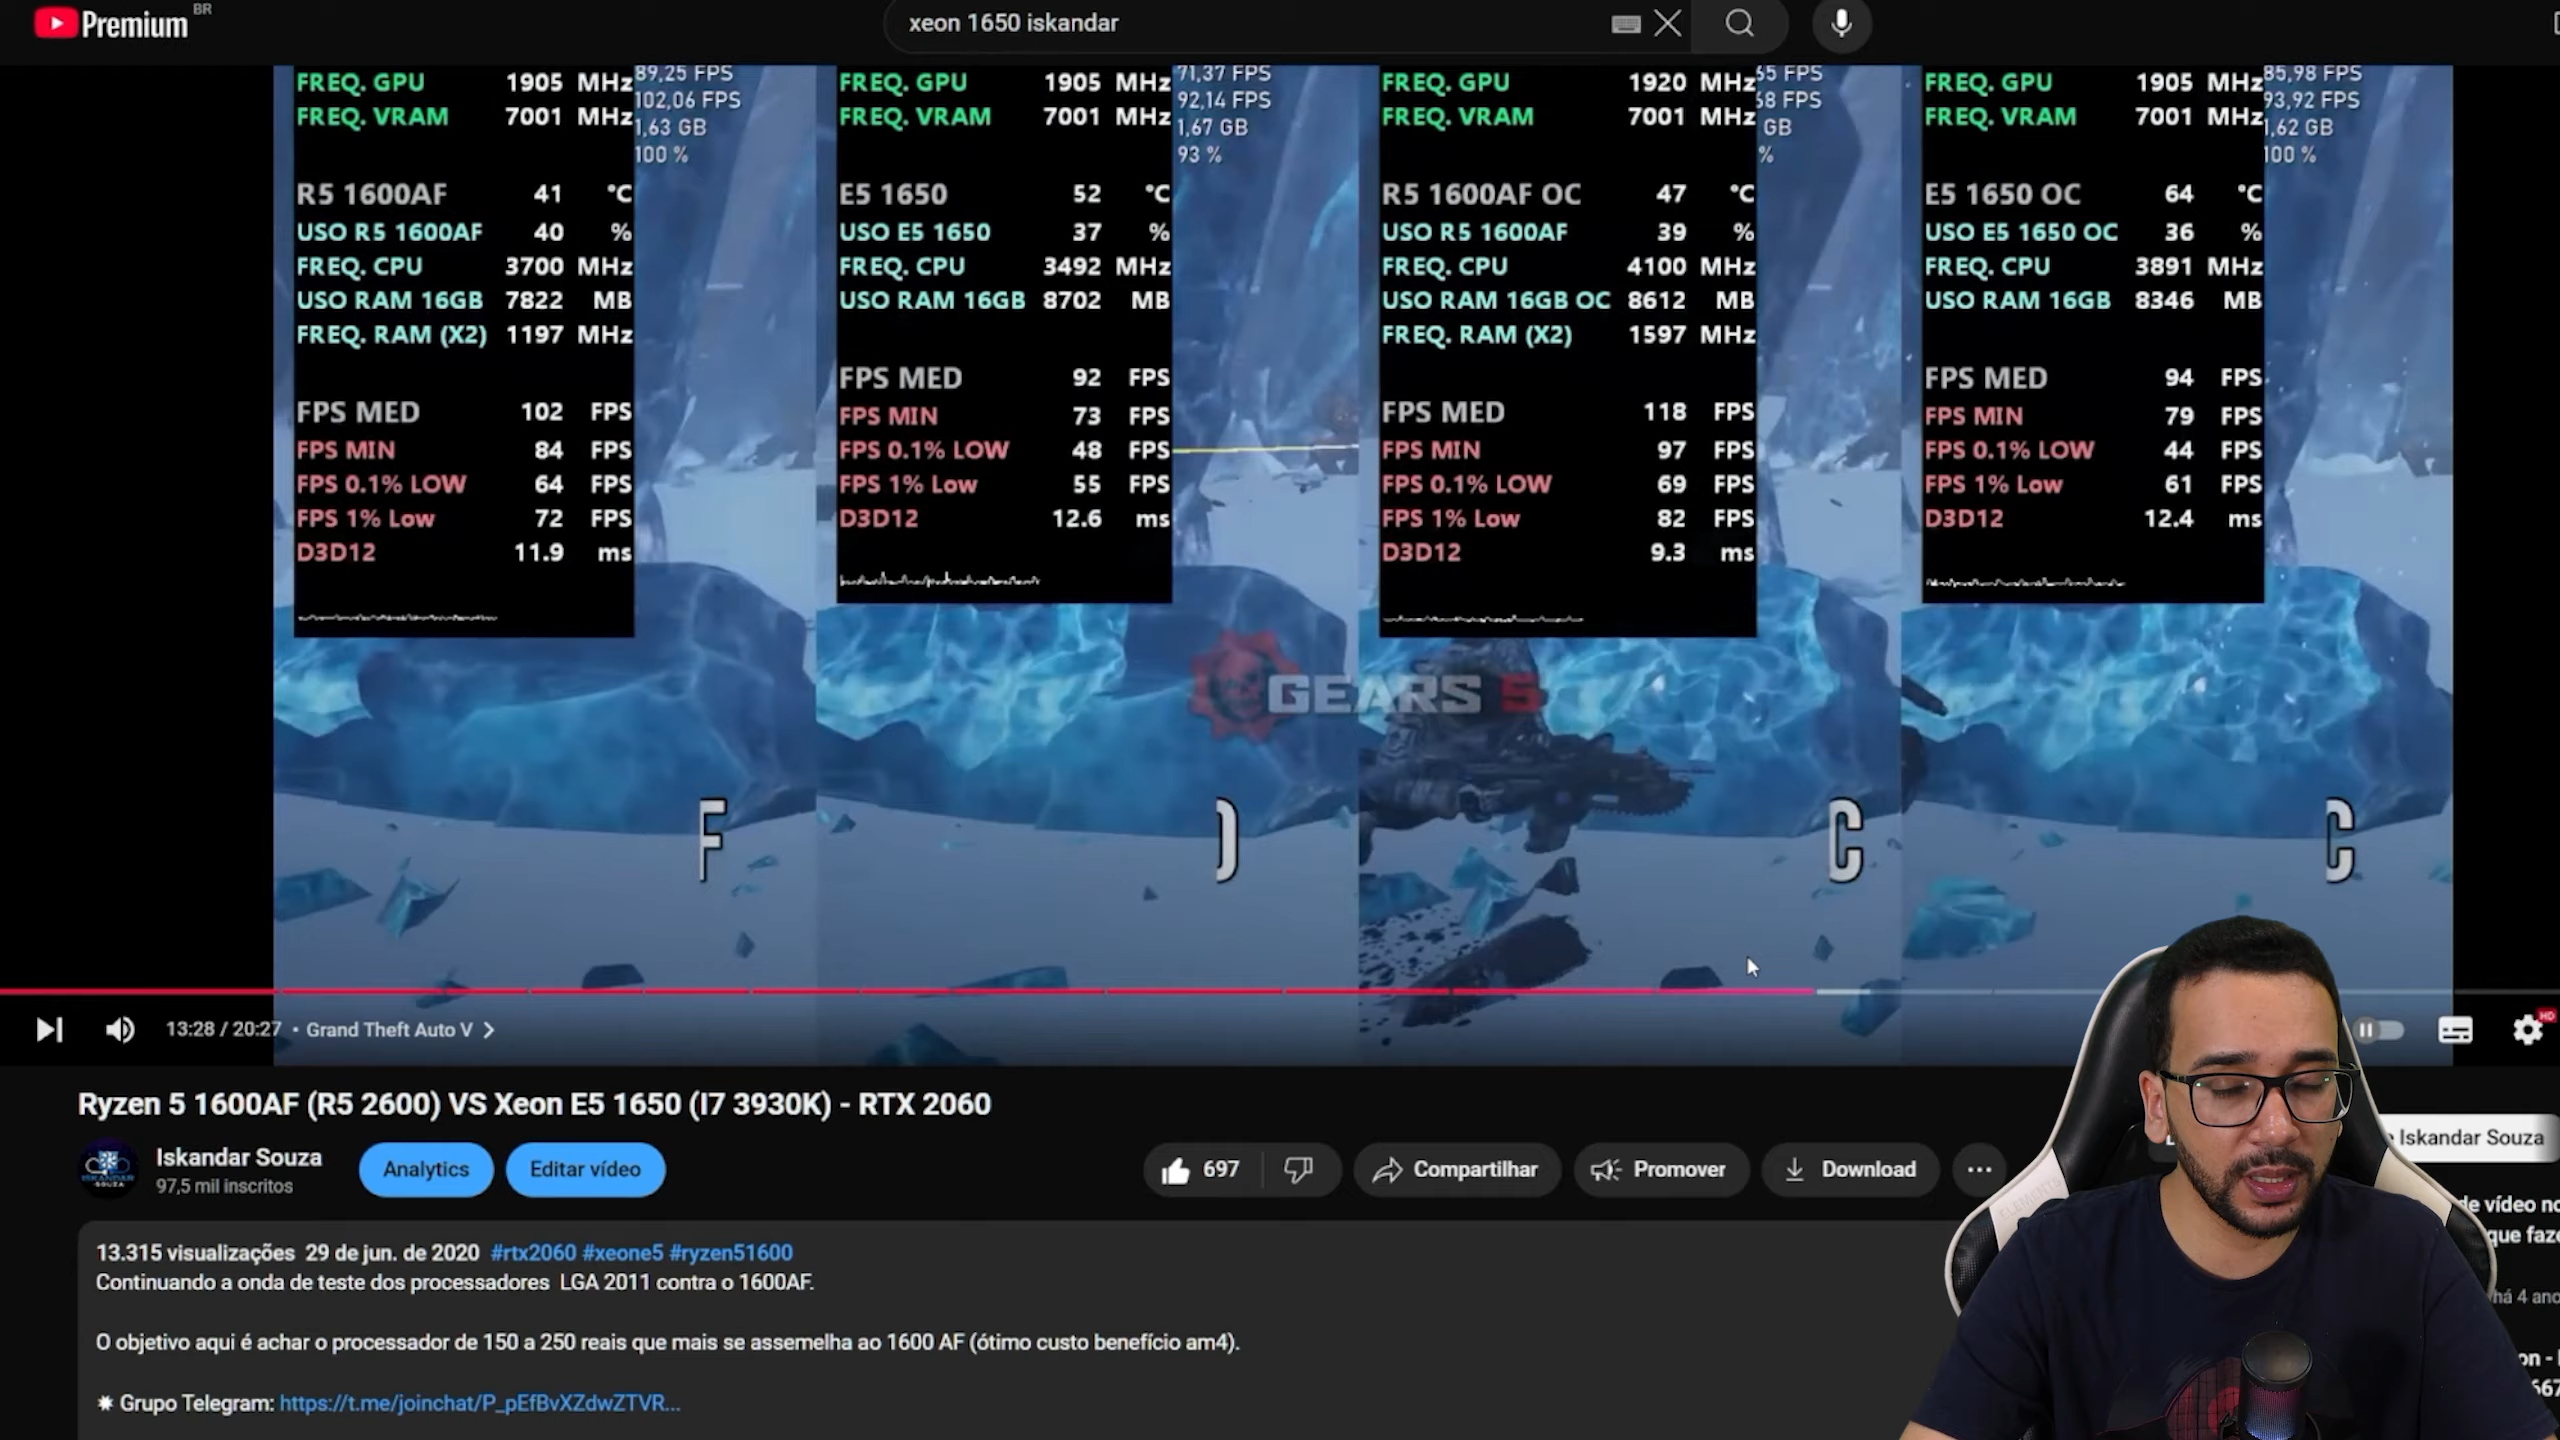 Premium BR
xeon 1650 iskandar
FREQ. GPU 1905 MHz
FREQ. VRAM 7001 MHz
89,25 FPS
102,06 FPS
1,63 GB
100 %
R5 1600AF 41 °C
USO R5 1600AF 40 %
FREQ. CPU 3700 MHz
USO RAM 16GB 7822 MB
FREQ. RAM (X2) 1197 MHz
FPS MED 102 FPS
FPS MIN 84 FPS
FPS 0.1% LOW 64 FPS
FPS 1% Low 72 FPS
D3D12 11.9 ms
FREQ. GPU 1905 MHz
FREQ. VRAM 7001 MHz
71,37 FPS
92,14 FPS
1,67 GB
93 %
E5 1650 52 °C
USO E5 1650 37 %
FREQ. CPU 3492 MHz
USO RAM 16GB 8702 MB
FPS MED 92 FPS
FPS MIN 73 FPS
FPS 0.1% LOW 48 FPS
FPS 1% Low 55 FPS
D3D12 12.6 ms
FREQ. GPU 1920 MHz
FREQ. VRAM 7001 MHz
65 FPS
68 FPS
GB
%
R5 1600AF OC 47 °C
USO R5 1600AF 39 %
FREQ. CPU 4100 MHz
USO RAM 16GB OC 8612 MB
FREQ. RAM (X2) 1597 MHz
FPS MED 118 FPS
FPS MIN 97 FPS
FPS 0.1% LOW 69 FPS
FPS 1% Low 82 FPS
D3D12 9.3 ms
FREQ. GPU 1905 MHz
FREQ. VRAM 7001 MHz
85,98 FPS
93,92 FPS
1,62 GB
100 %
E5 1650 OC 64 °C
USO E5 1650 OC 36 %
FREQ. CPU 3891 MHz
USO RAM 16GB 8346 MB
FPS MED 94 FPS
FPS MIN 79 FPS
FPS 0.1% LOW 44 FPS
FPS 1% Low 61 FPS
D3D12 12.4 ms
GEARS 5
F
C
C
13:28 / 20:27 • Grand Theft Auto V
HD
Ryzen 5 1600AF (R5 2600) VS Xeon E5 1650 (I7 3930K) - RTX 2060
Iskandar Souza
97,5 mil inscritos
Analytics
Editar vídeo
697
Compartilhar
Promover
Download
Iskandar Souza
13.315 visualizações 29 de jun. de 2020 #rtx2060 #xeone5 #ryzen51600
Continuando a onda de teste dos processadores LGA 2011 contra o 1600AF.
O objetivo aqui é achar o processador de 150 a 250 reais que mais se assemelha ao 1600 AF (ótimo custo benefício am4).
✷ Grupo Telegram: https://t.me/joinchat/P_pEfBvXZdwZTVR...
de vídeo no
que faze
há 4 ano